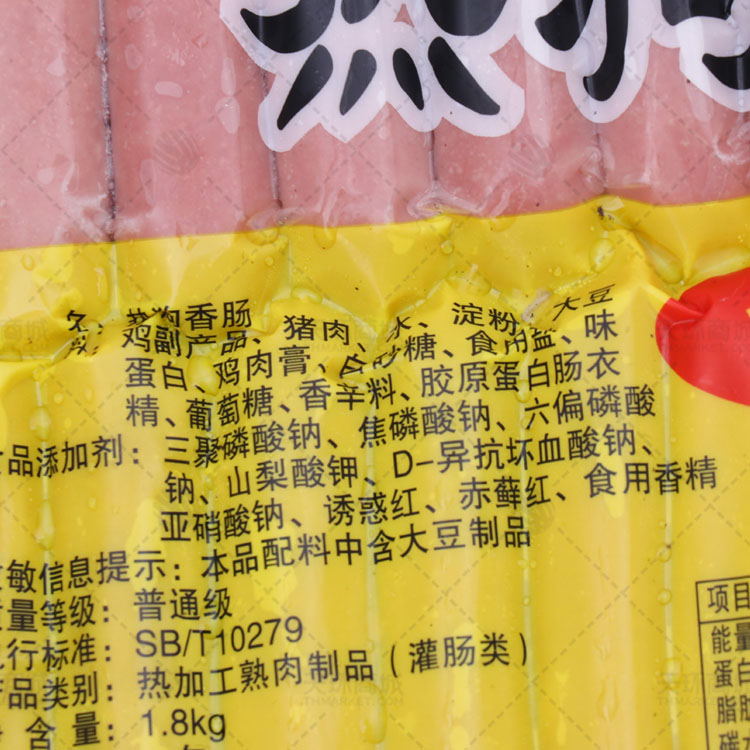 热狗
名：热狗香肠
料：鸡副产品、猪肉、水、淀粉、大豆
蛋白、鸡肉膏、白砂糖、食用盐、味
精、葡萄糖、香辛料、胶原蛋白肠衣
食品添加剂：三聚磷酸钠、焦磷酸钠、六偏磷酸
钠、山梨酸钾、D-异抗坏血酸钠、
亚硝酸钠、诱惑红、赤藓红、食用香精
致敏信息提示：本品配料中含大豆制品
质量等级：普通级
执行标准：SB/T10279
产品类别：热加工熟肉制品（灌肠类）
净含量：1.8kg
项目
能量
蛋白
脂肪
碳水